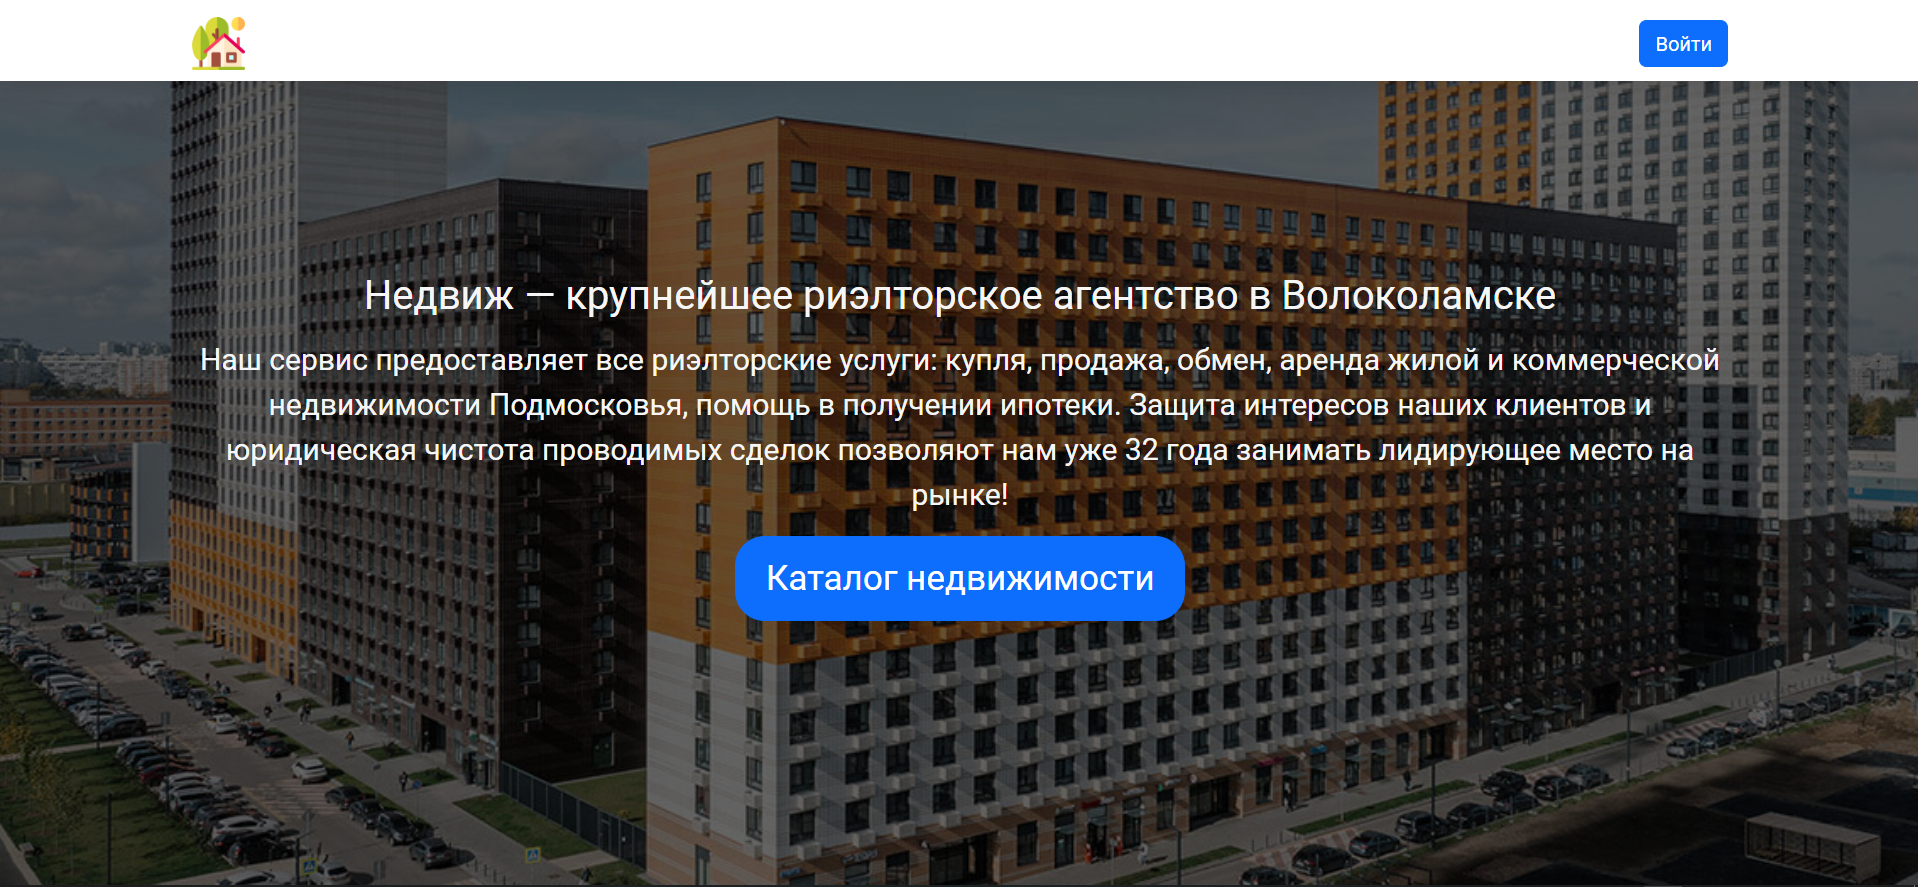 Войти
Недвиж — крупнейшее риэлторское агентство в Волоколамске
Наш сервис предоставляет все риэлторские услуги: купля, продажа, обмен, аренда жилой и коммерческой
недвижимости Подмосковья, помощь в получении ипотеки. Защита интересов наших клиентов и
юридическая чистота проводимых сделок позволяют нам уже 32 года занимать лидирующее место на
рынке!
Каталог недвижимости